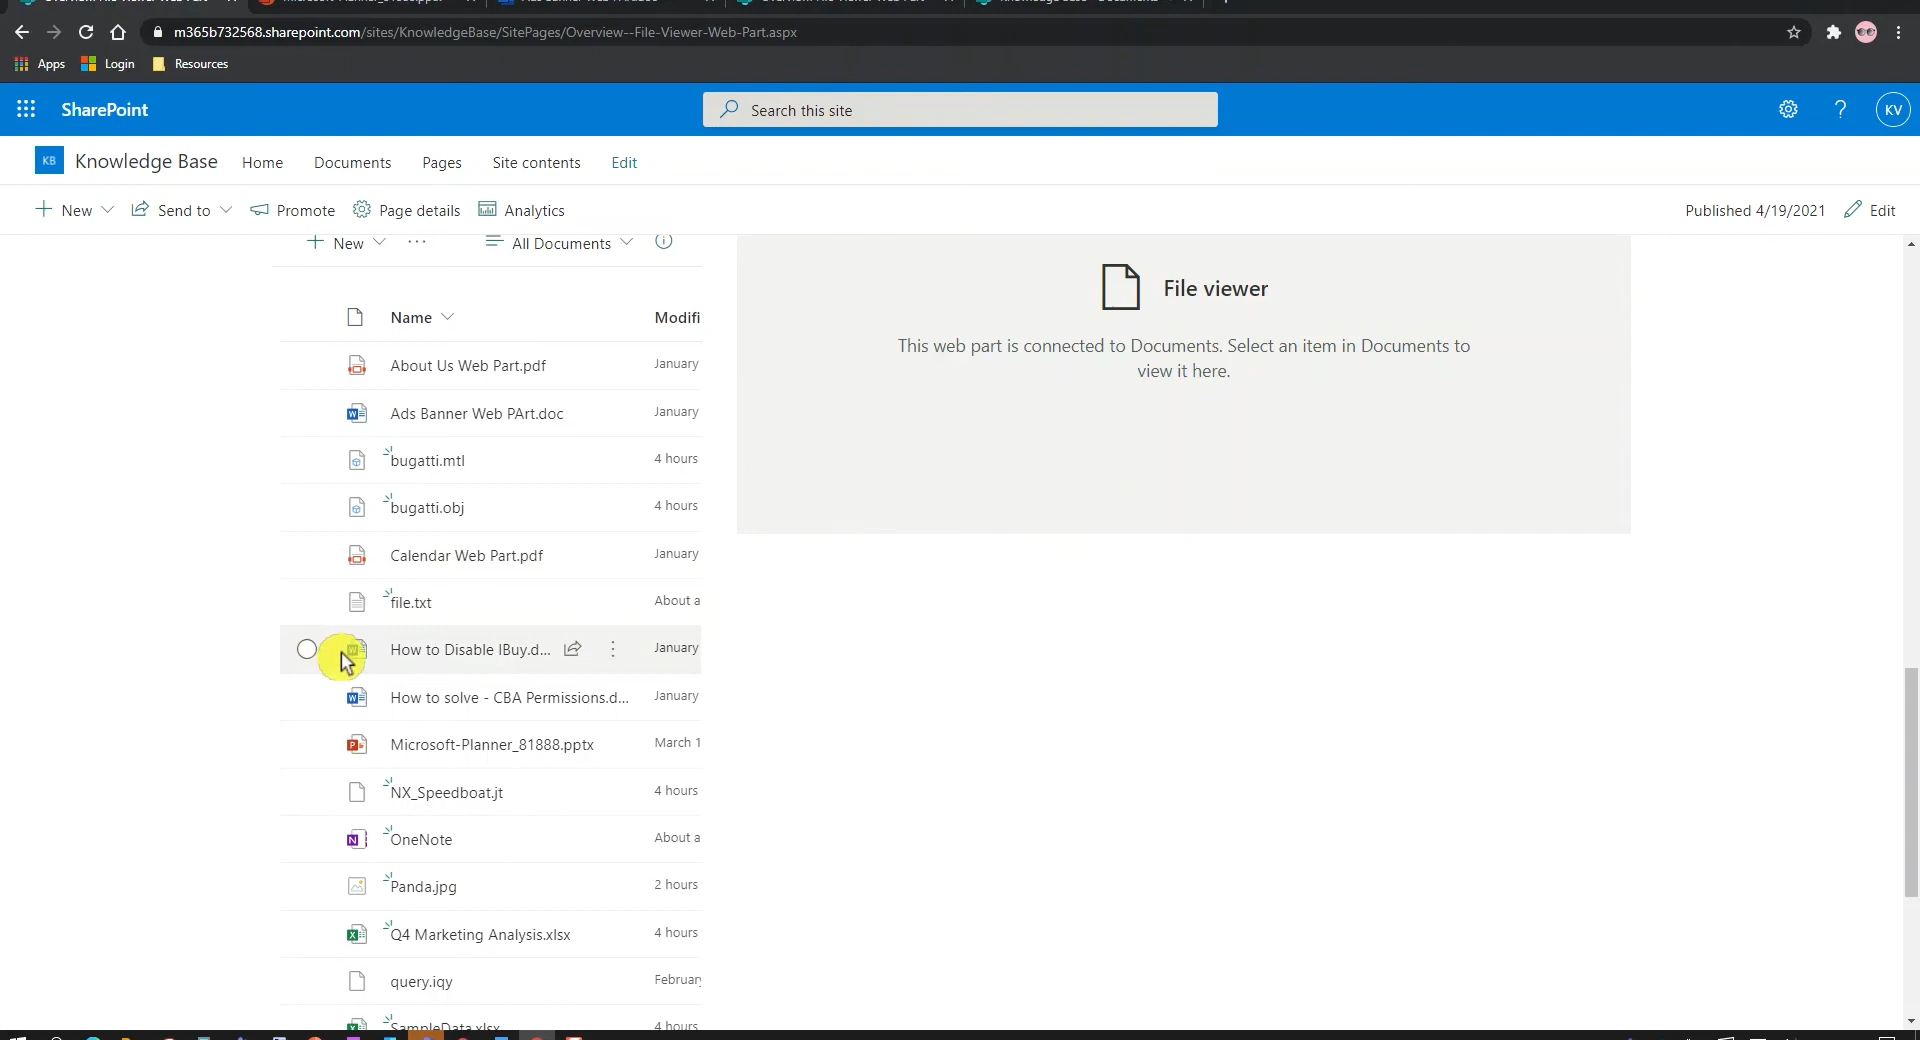 m365b732568.sharepoint.com/sites/KnowledgeBase/SitePages/Overview--File-Viewer-Web-Part.aspx
Apps Login Resources
SharePoint Search this site ? KV
KB Knowledge Base Home Documents Pages Site contents Edit
New Send to Promote Page details Analytics Published 4/19/2021 Edit
New ... All Documents
File viewer
This web part is connected to Documents. Select an item in Documents to
view it here.
Name Modifi
About Us Web Part.pdf January
Ads Banner Web PArt.doc January
bugatti.mtl 4 hours
bugatti.obj 4 hours
Calendar Web Part.pdf January
file.txt About a
How to Disable IBuy.d... January
How to solve - CBA Permissions.d... January
Microsoft-Planner_81888.pptx March 1
NX_Speedboat.jt 4 hours
OneNote About a
Panda.jpg 2 hours
Q4 Marketing Analysis.xlsx 4 hours
query.iqy February
SampleData.xlsx 4 hours